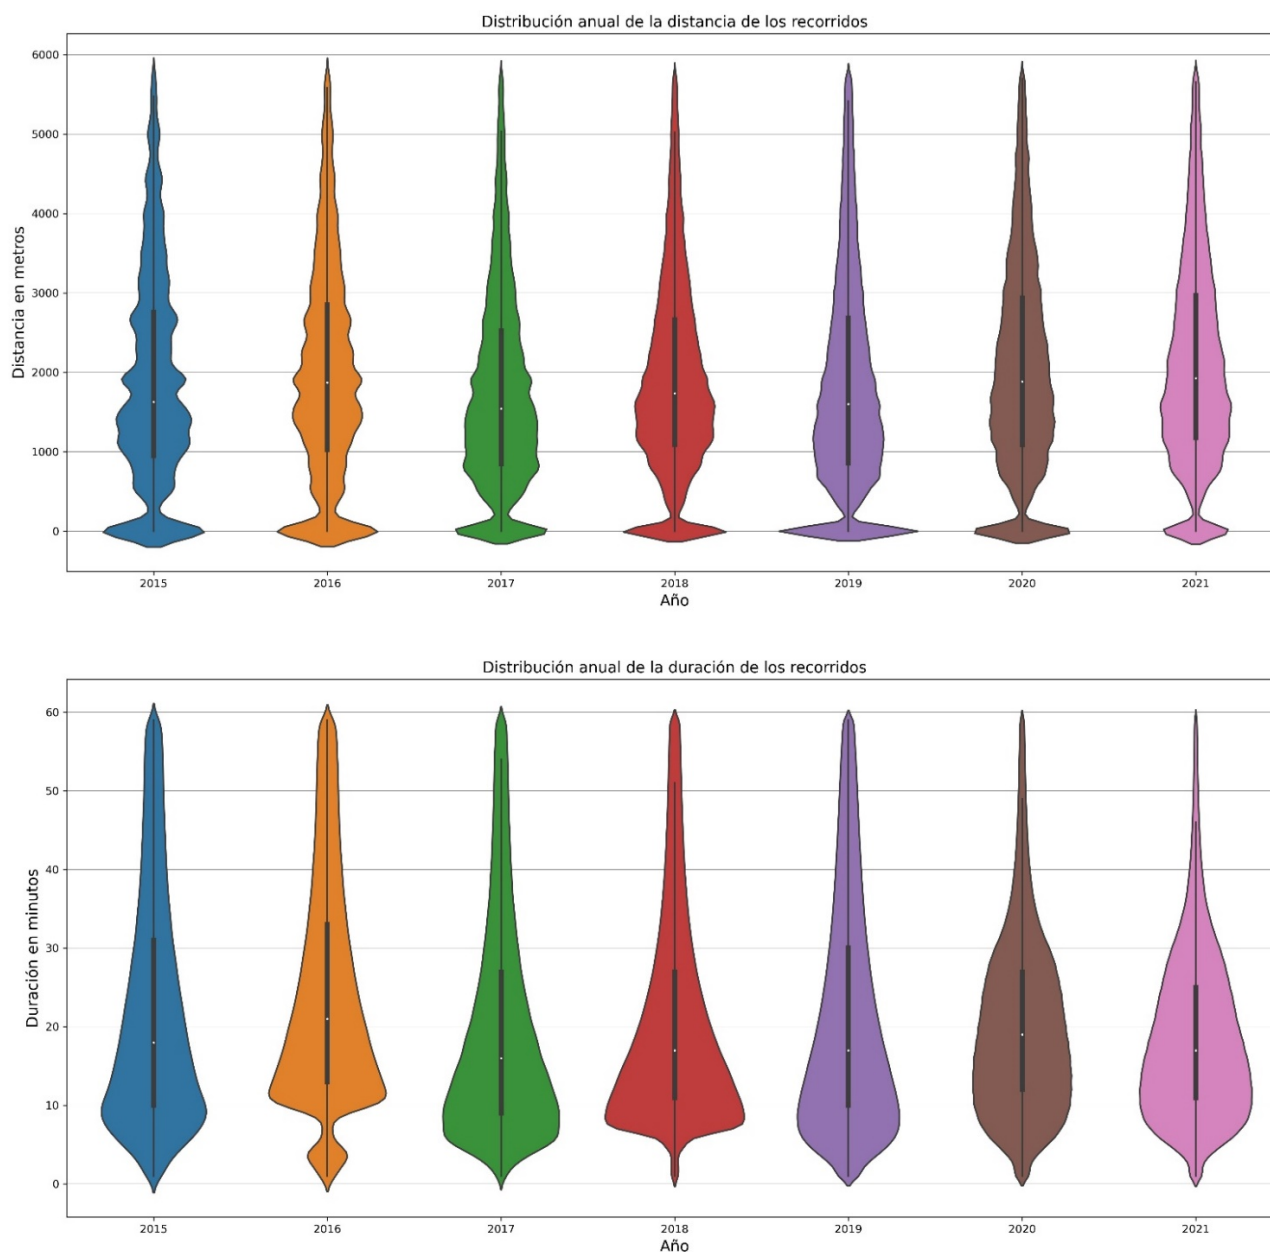 Distribución anual de la distancia de los recorridos
6000
5000
4000
3000
2000
1000
0
Distancia en metros
2015 2016 2017 2018 2019 2020 2021
Año
Distribución anual de la duración de los recorridos
60
50
40
30
20
10
0
Duración en minutos
2015 2016 2017 2018 2019 2020 2021
Año